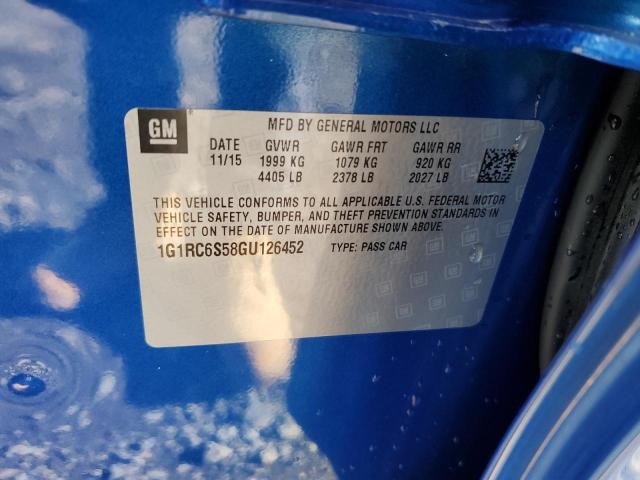 GM
MFD BY GENERAL MOTORS LLC
DATE GVWR GAWR FRT GAWR RR
11/15 1999 KG 1079 KG 920 KG
4405 LB 2378 LB 2027 LB
THIS VEHICLE CONFORMS TO ALL APPLICABLE U.S. FEDERAL MOTOR
VEHICLE SAFETY, BUMPER, AND THEFT PREVENTION STANDARDS IN
EFFECT ON THE DATE OF MANUFACTURE SHOWN ABOVE.
1G1RC6S58GU126452 TYPE: PASS CAR